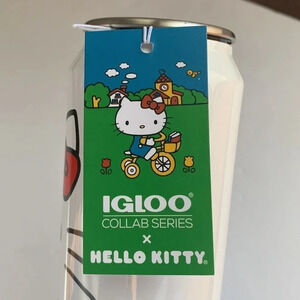 IGLOO®
COLLAB SERIES
×
HELLO KITTY®